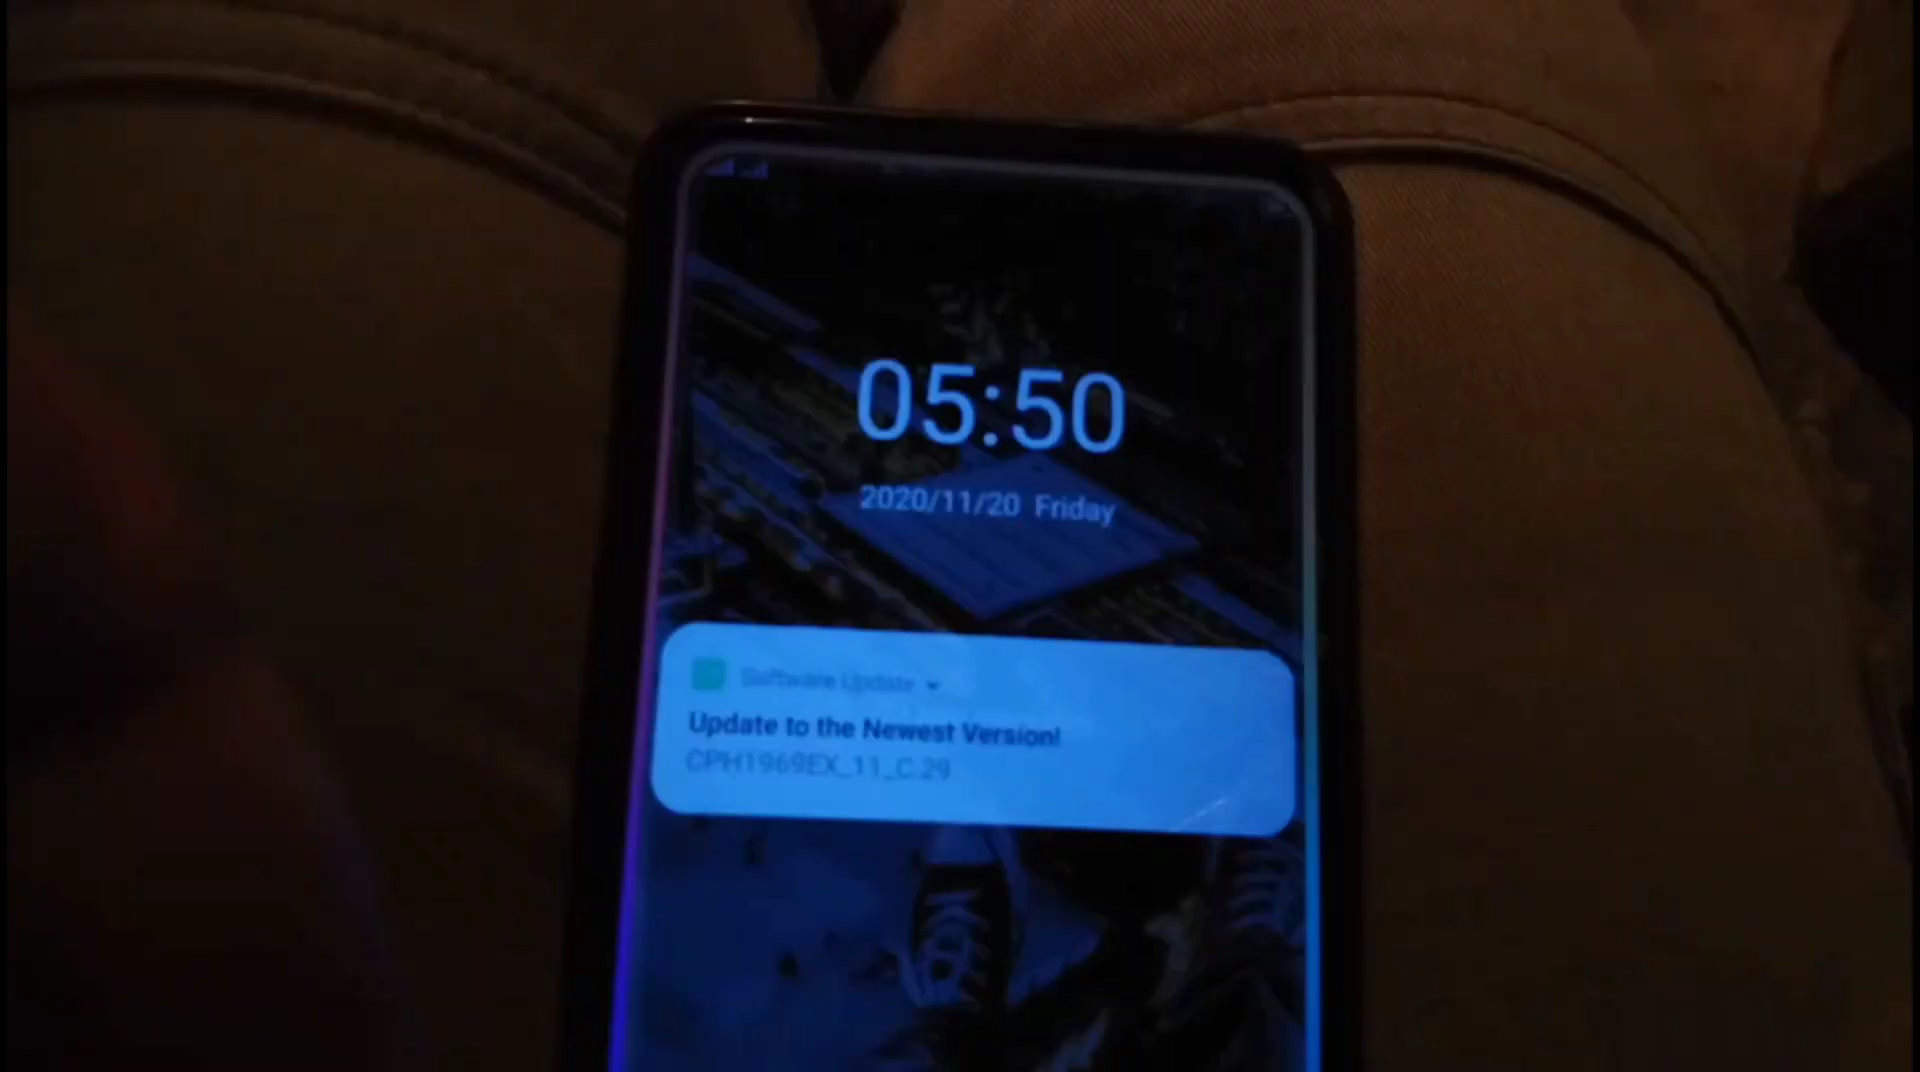 05:50
2020/11/20 Friday
Software Update
Update to the Newest Version!
CPH1969EX_11_C.29